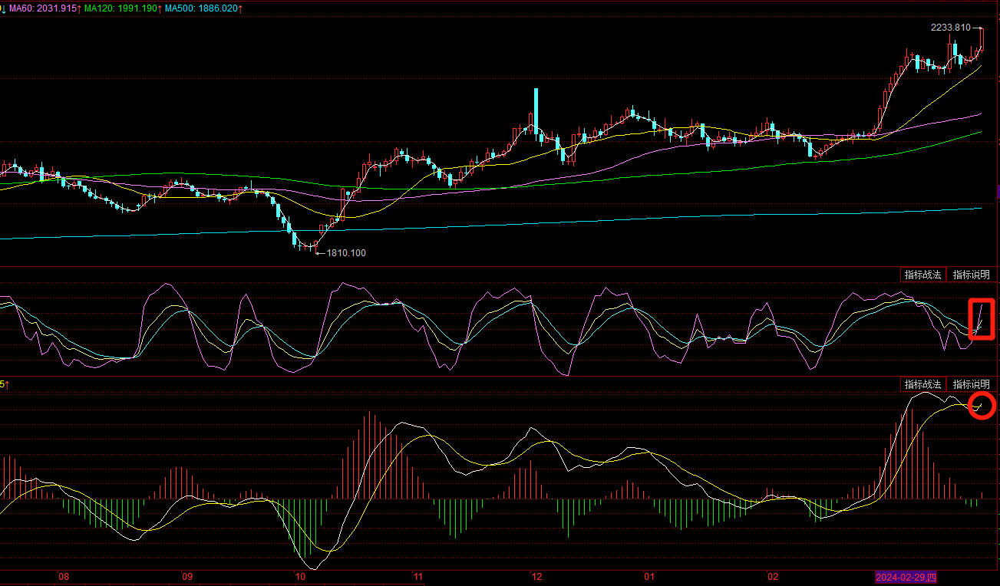 ↓ MA60: 2031.915↑ MA120: 1991.190↑ MA500: 1886.020↑
2233.810
1810.100
指标战法 指标说明
5↑ 指标战法 指标说明
08 09 10 11 12 01 02 2024-02-29,四